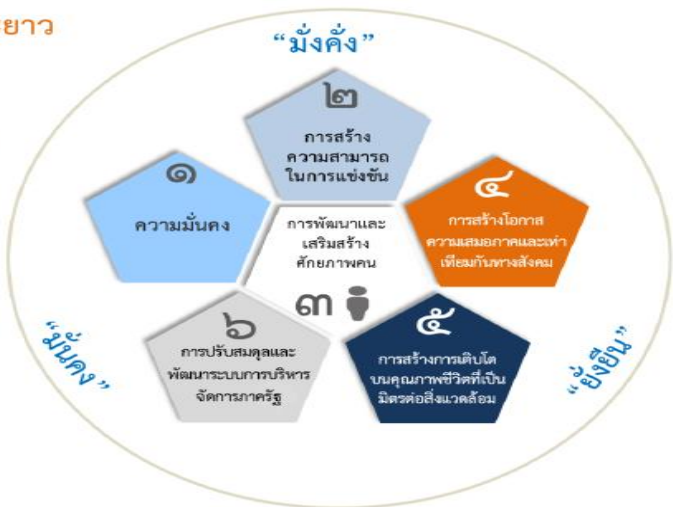 “มั่งคั่ง”
๒
การสร้าง
ความสามารถ
ในการแข่งขัน
๑
ความมั่นคง
การพัฒนาและ
เสริมสร้าง
ศักยภาพคน
๓
๔
การสร้างโอกาส
ความเสมอภาคและเท่า
เทียมกันทางสังคม
๖
การปรับสมดุลและ
พัฒนาระบบการบริหาร
จัดการภาครัฐ
๕
การสร้างการเติบโต
บนคุณภาพชีวิตที่เป็น
มิตรต่อสิ่งแวดล้อม
“มั่นคง”
“ยั่งยืน”